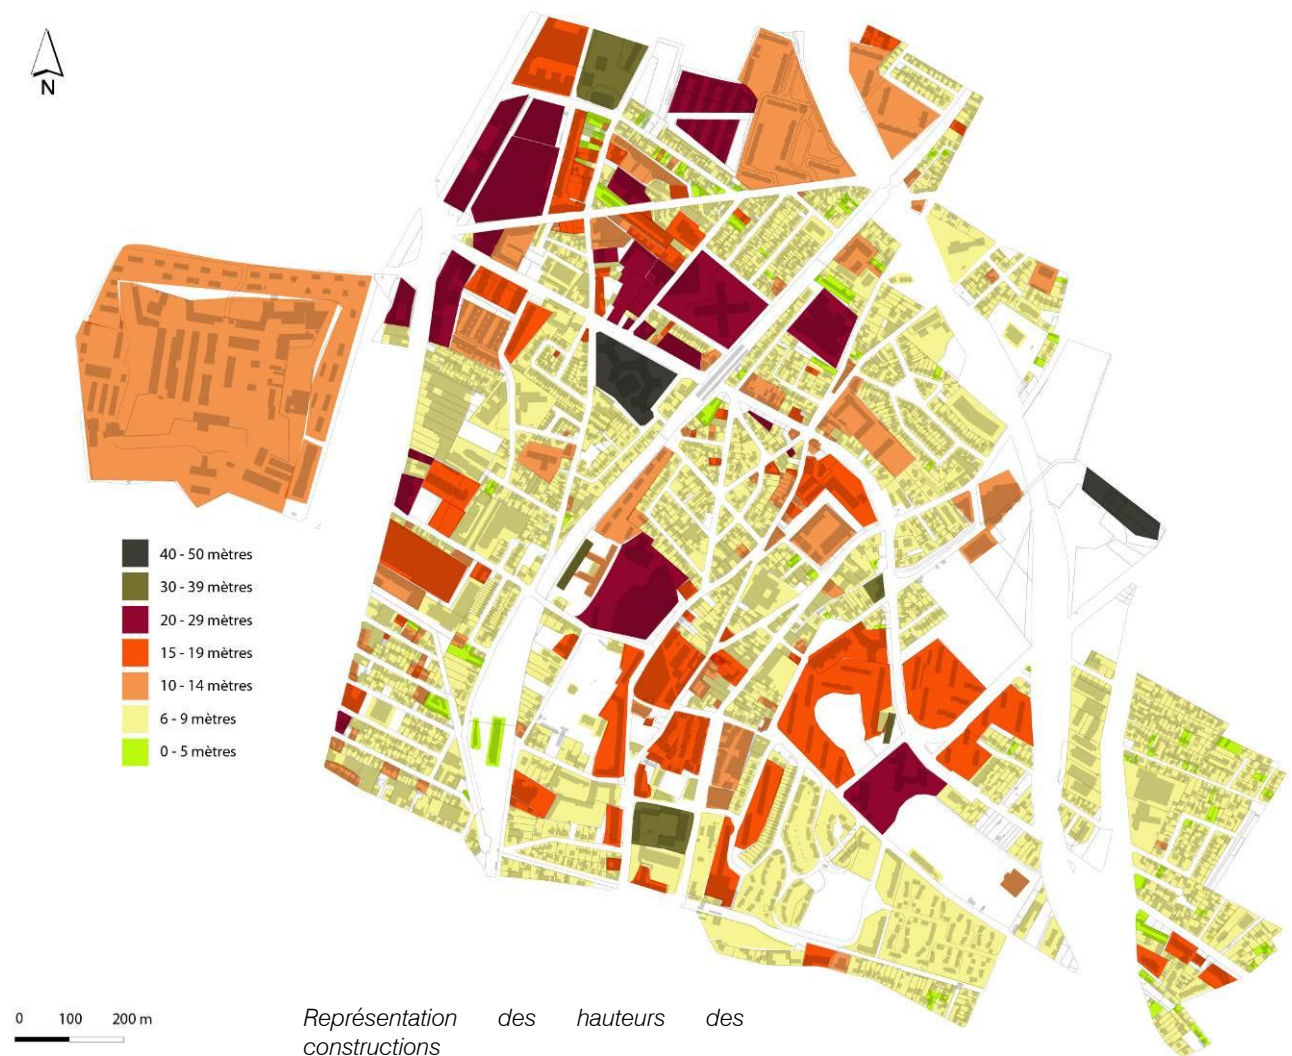 N
40 - 50 mètres
30 - 39 mètres
20 - 29 mètres
15 - 19 mètres
10 - 14 mètres
6 - 9 mètres
0 - 5 mètres
0 100 200 m
Représentation des hauteurs des
constructions